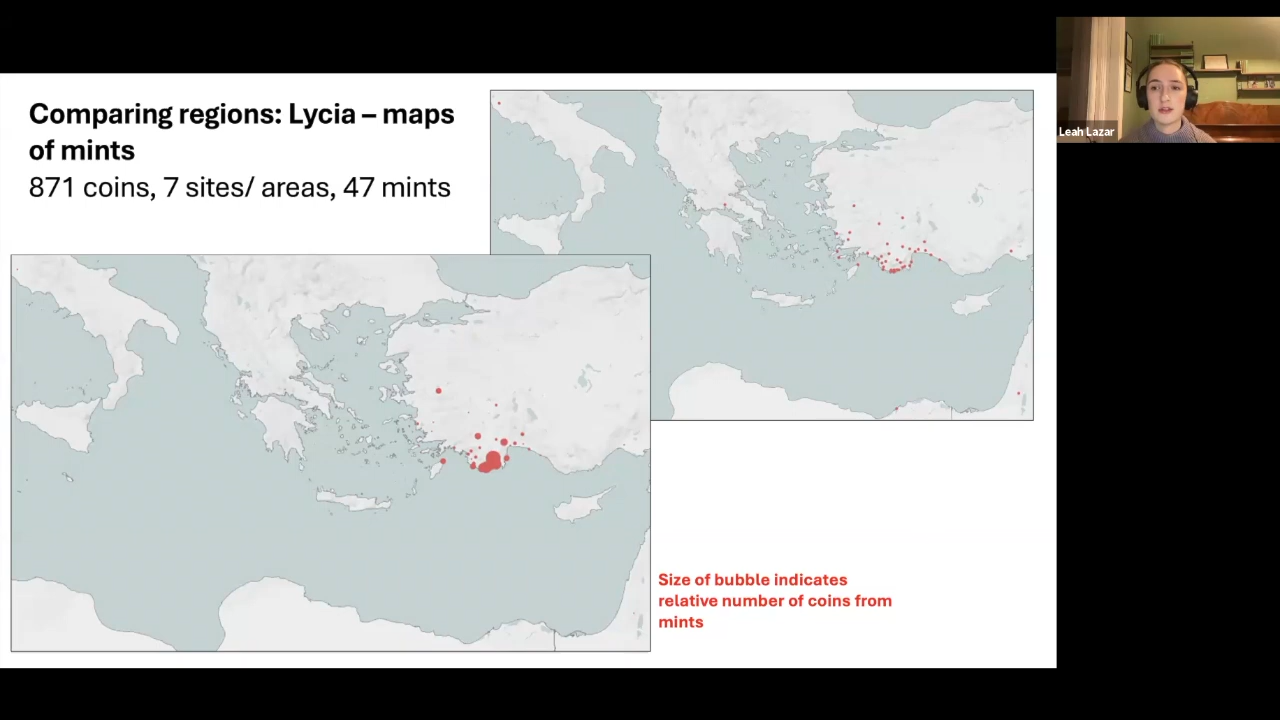 Comparing regions: Lycia – maps
of mints
871 coins, 7 sites/ areas, 47 mints
Size of bubble indicates
relative number of coins from
mints
Leah Lazar